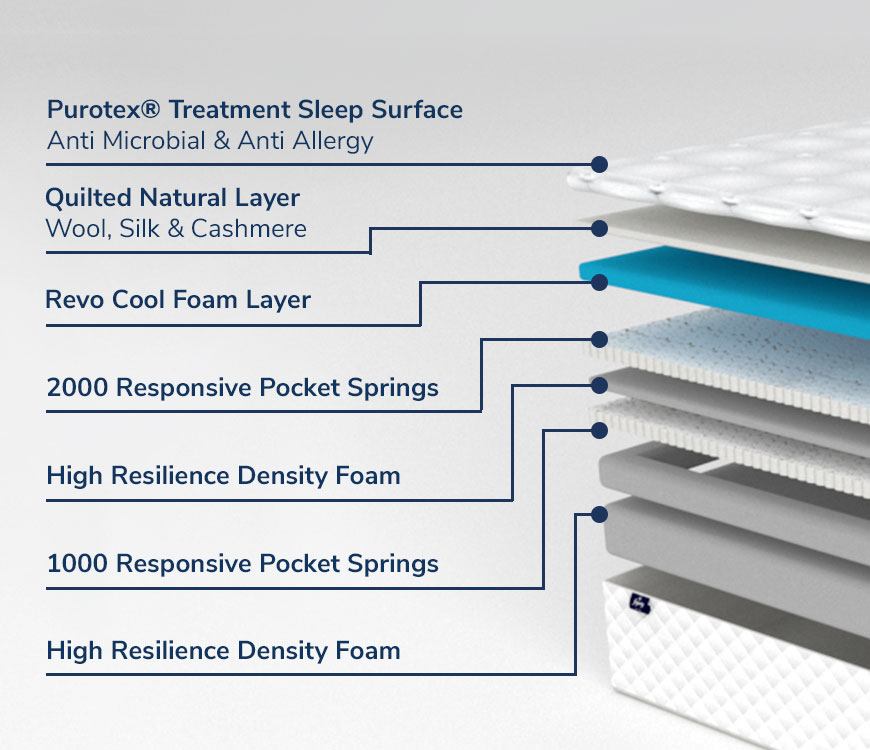 Purotex® Treatment Sleep Surface
Anti Microbial & Anti Allergy
Quilted Natural Layer
Wool, Silk & Cashmere
Revo Cool Foam Layer
2000 Responsive Pocket Springs
High Resilience Density Foam
1000 Responsive Pocket Springs
High Resilience Density Foam